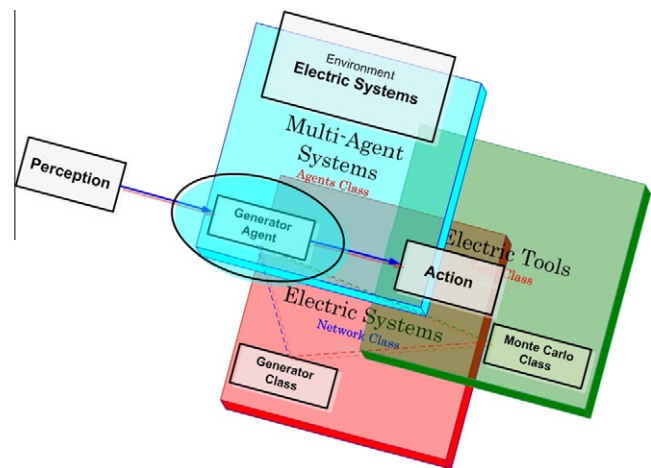 Environment
Electric Systems
Multi-Agent
Systems
Agents Class
Perception
Generator
Agent
Electric Tools
Class
Action
Electric Systems
Network Class
Monte Carlo
Class
Generator
Class